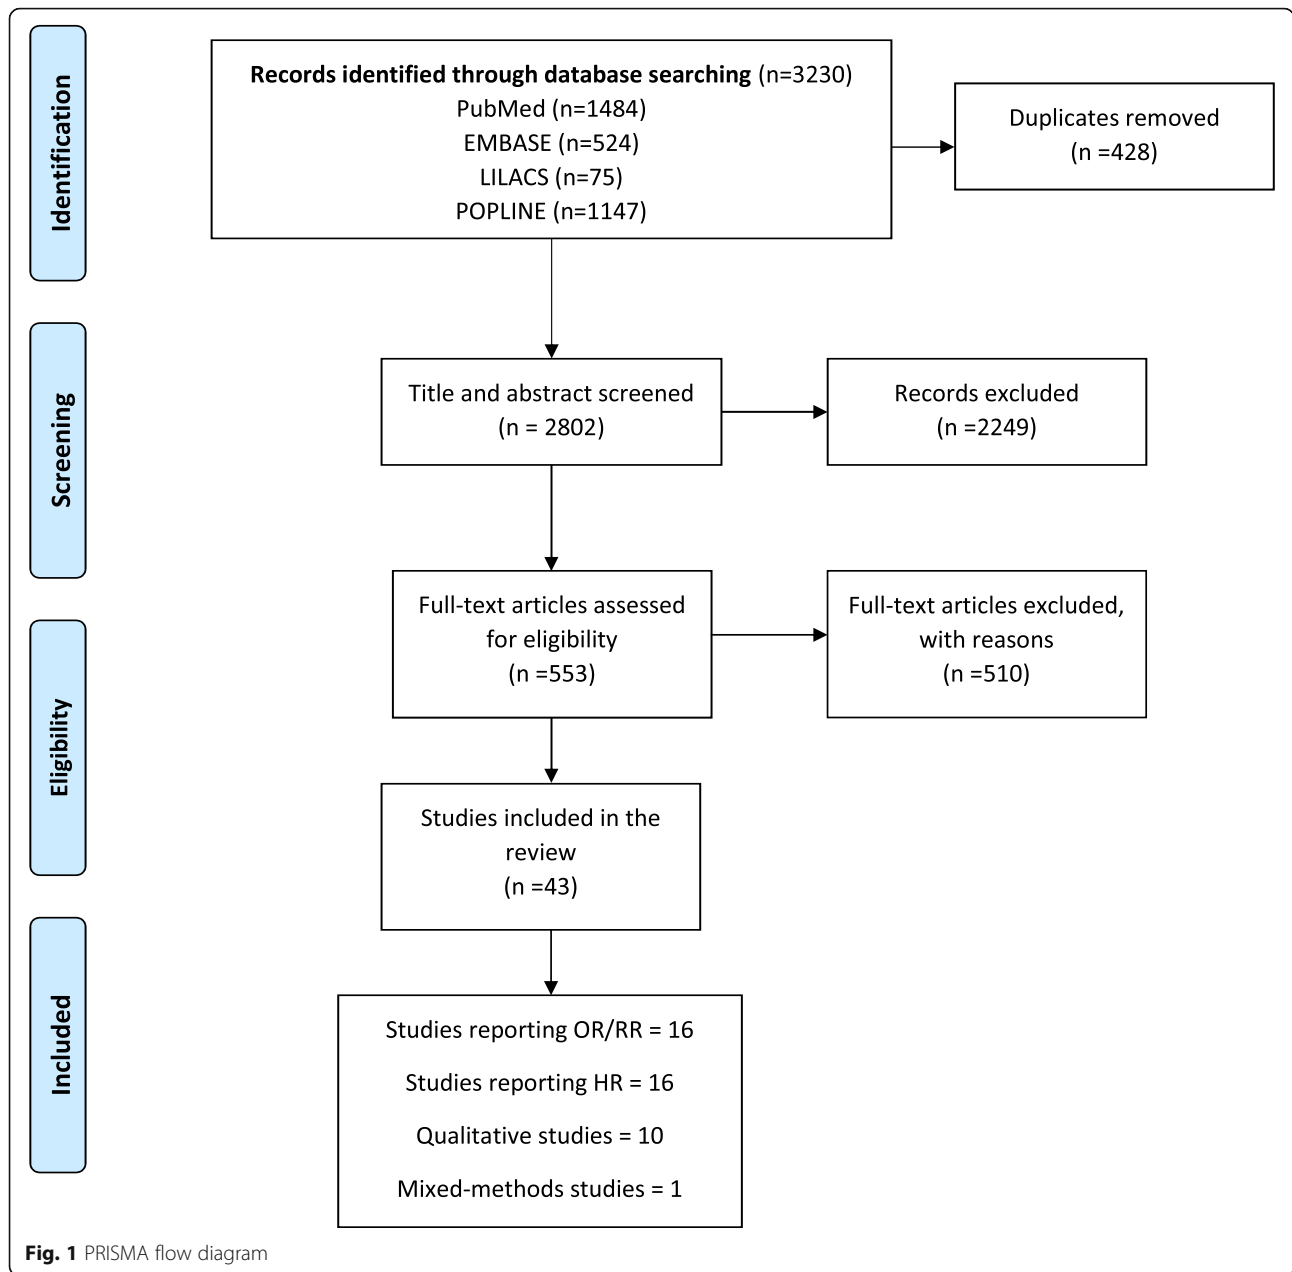 Identification
Records identified through database searching (n=3230)
PubMed (n=1484)
EMBASE (n=524)
LILACS (n=75)
POPLINE (n=1147)
Duplicates removed
(n =428)
Screening
Title and abstract screened
(n = 2802)
Records excluded
(n =2249)
Full-text articles assessed
for eligibility
(n =553)
Full-text articles excluded,
with reasons
(n =510)
Eligibility
Studies included in the
review
(n =43)
Included
Studies reporting OR/RR = 16
Studies reporting HR = 16
Qualitative studies = 10
Mixed-methods studies = 1
Fig. 1 PRISMA flow diagram